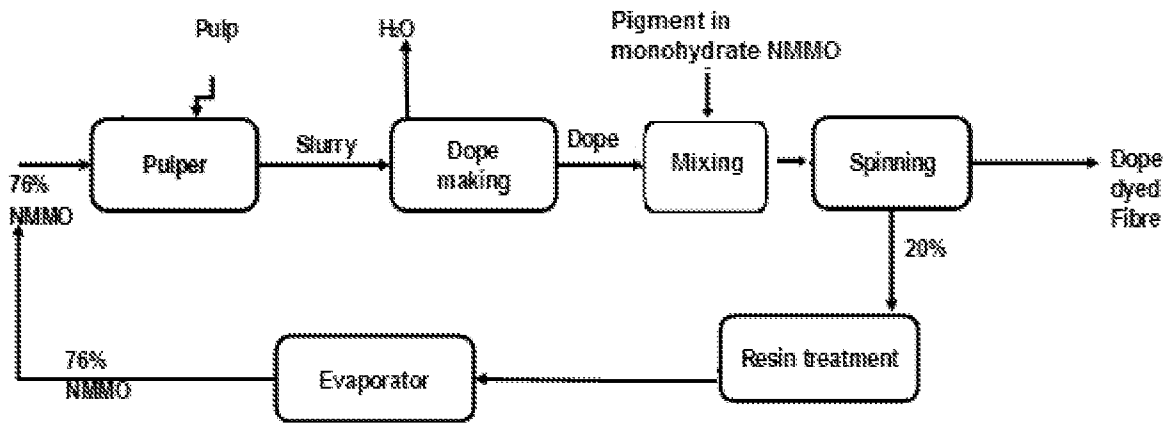 Pulp
H₂O
Pigment in
monohydrate NMMO
Pulper
Slurry
Dope
making
Dope
Mixing
Spinning
Dope
dyed
Fibre
76%
NMMO
20%
Resin treatment
Evaporator
76%
NMMO